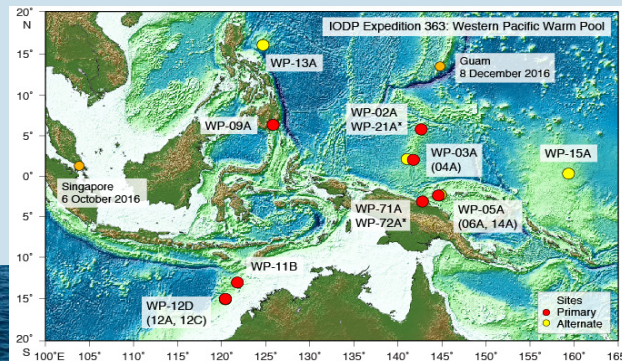 20°
N
IODP Expedition 363: Western Pacific Warm Pool
15°
WP-13A
Guam
8 December 2016
10°
WP-09A
WP-02A
WP-21A*
5°
WP-03A
(04A)
WP-15A
0°
Singapore
6 October 2016
WP-71A
WP-72A*
WP-05A
(06A, 14A)
5°
10°
WP-11B
WP-12D
(12A, 12C)
15°
Sites
Primary
Alternate
20°
S
100°E 105° 110° 115° 120° 125° 130° 135° 140° 145° 150° 155° 160° 165